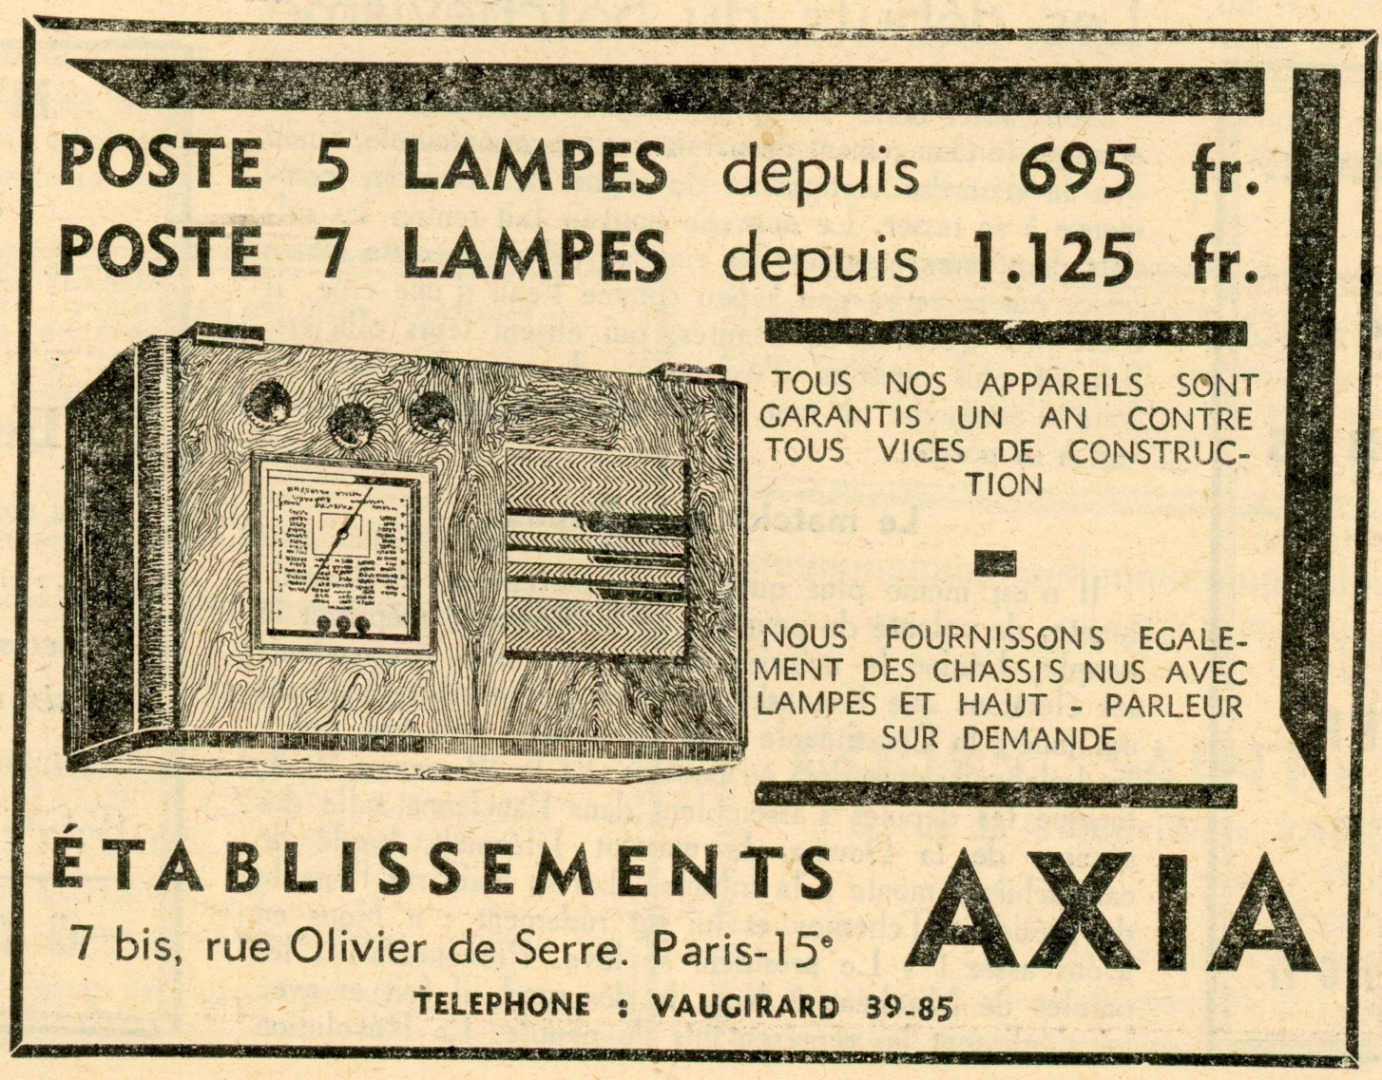 POSTE 5 LAMPES depuis 695 fr.
POSTE 7 LAMPES depuis 1.125 fr.
TOUS NOS APPAREILS SONT
GARANTIS UN AN CONTRE
TOUS VICES DE CONSTRUC-
TION
NOUS FOURNISSONS EGALE-
MENT DES CHASSIS NUS AVEC
LAMPES ET HAUT - PARLEUR
SUR DEMANDE
ÉTABLISSEMENTS AXIA
7 bis, rue Olivier de Serre. Paris-15e
TELEPHONE : VAUGIRARD 39-85